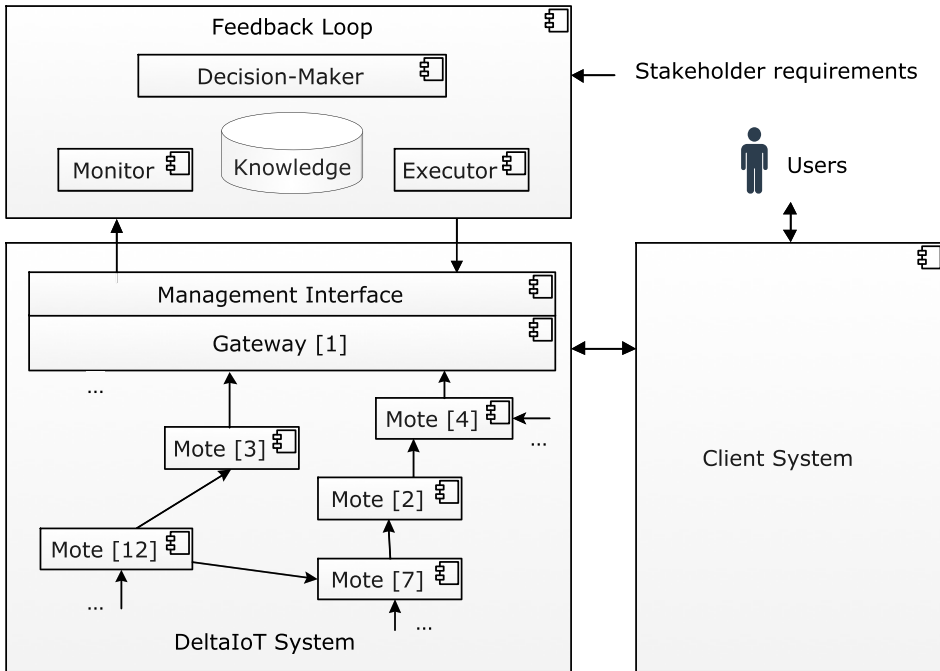 Feedback Loop
Decision-Maker
Stakeholder requirements
Monitor
Knowledge
Executor
Users
Management Interface
Gateway [1]
...
Mote [4]
...
Mote [3]
Client System
Mote [2]
Mote [12]
Mote [7]
...
...
DeltaIoT System